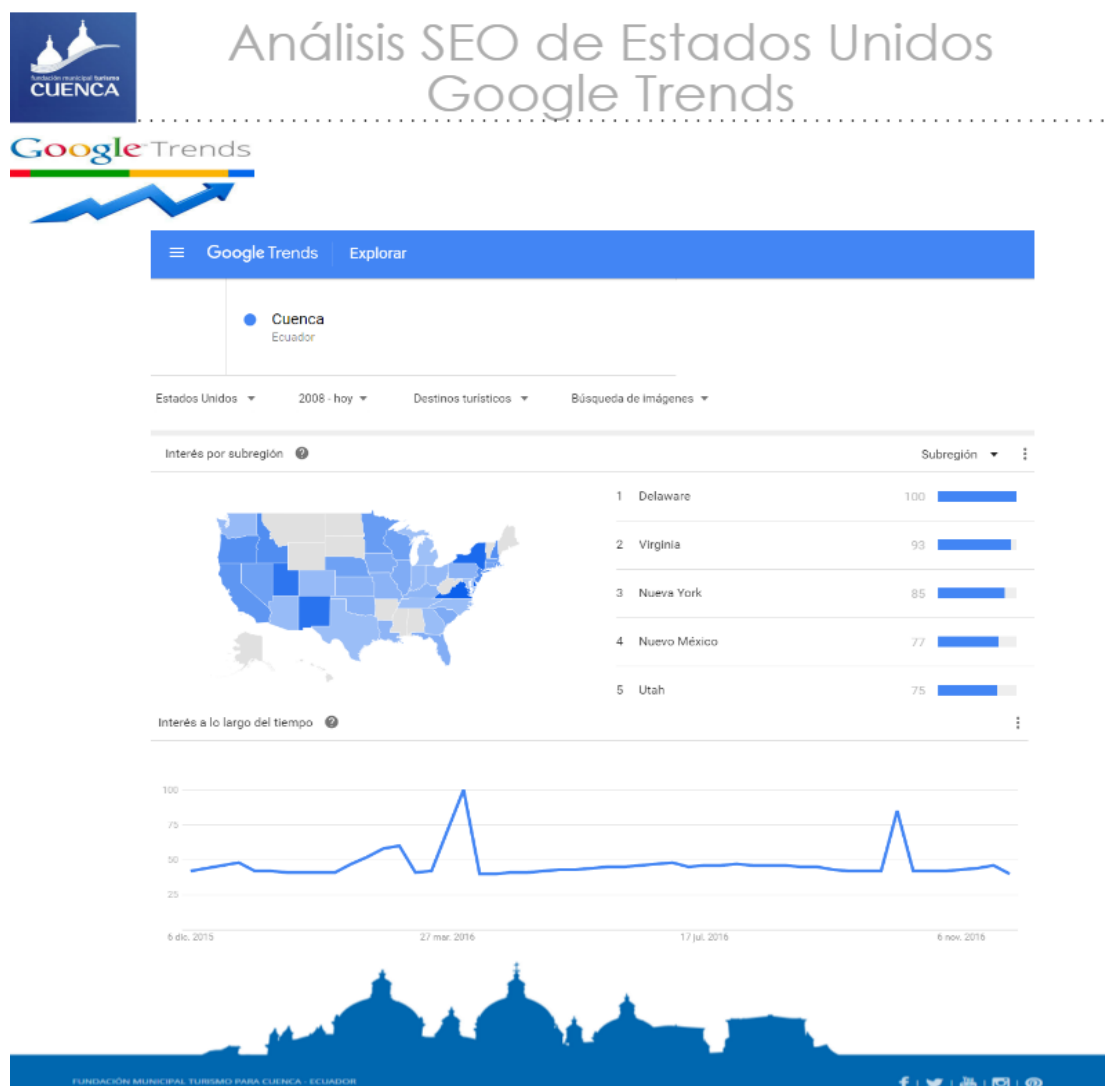 Análisis SEO de Estados Unidos
Google Trends
fundación municipal turismo
CUENCA
Google Trends
Google Trends Explorar
Cuenca
Ecuador
Estados Unidos 2008 - hoy Destinos turísticos Búsqueda de imágenes
Interés por subregión Subregión
1 Delaware 100
2 Virginia 93
3 Nueva York 85
4 Nuevo México 77
5 Utah 75
Interés a lo largo del tiempo
100
75
50
25
6 dic. 2015 27 mar. 2016 17 jul. 2016 6 nov. 2016
FUNDACIÓN MUNICIPAL TURISMO PARA CUENCA - ECUADOR